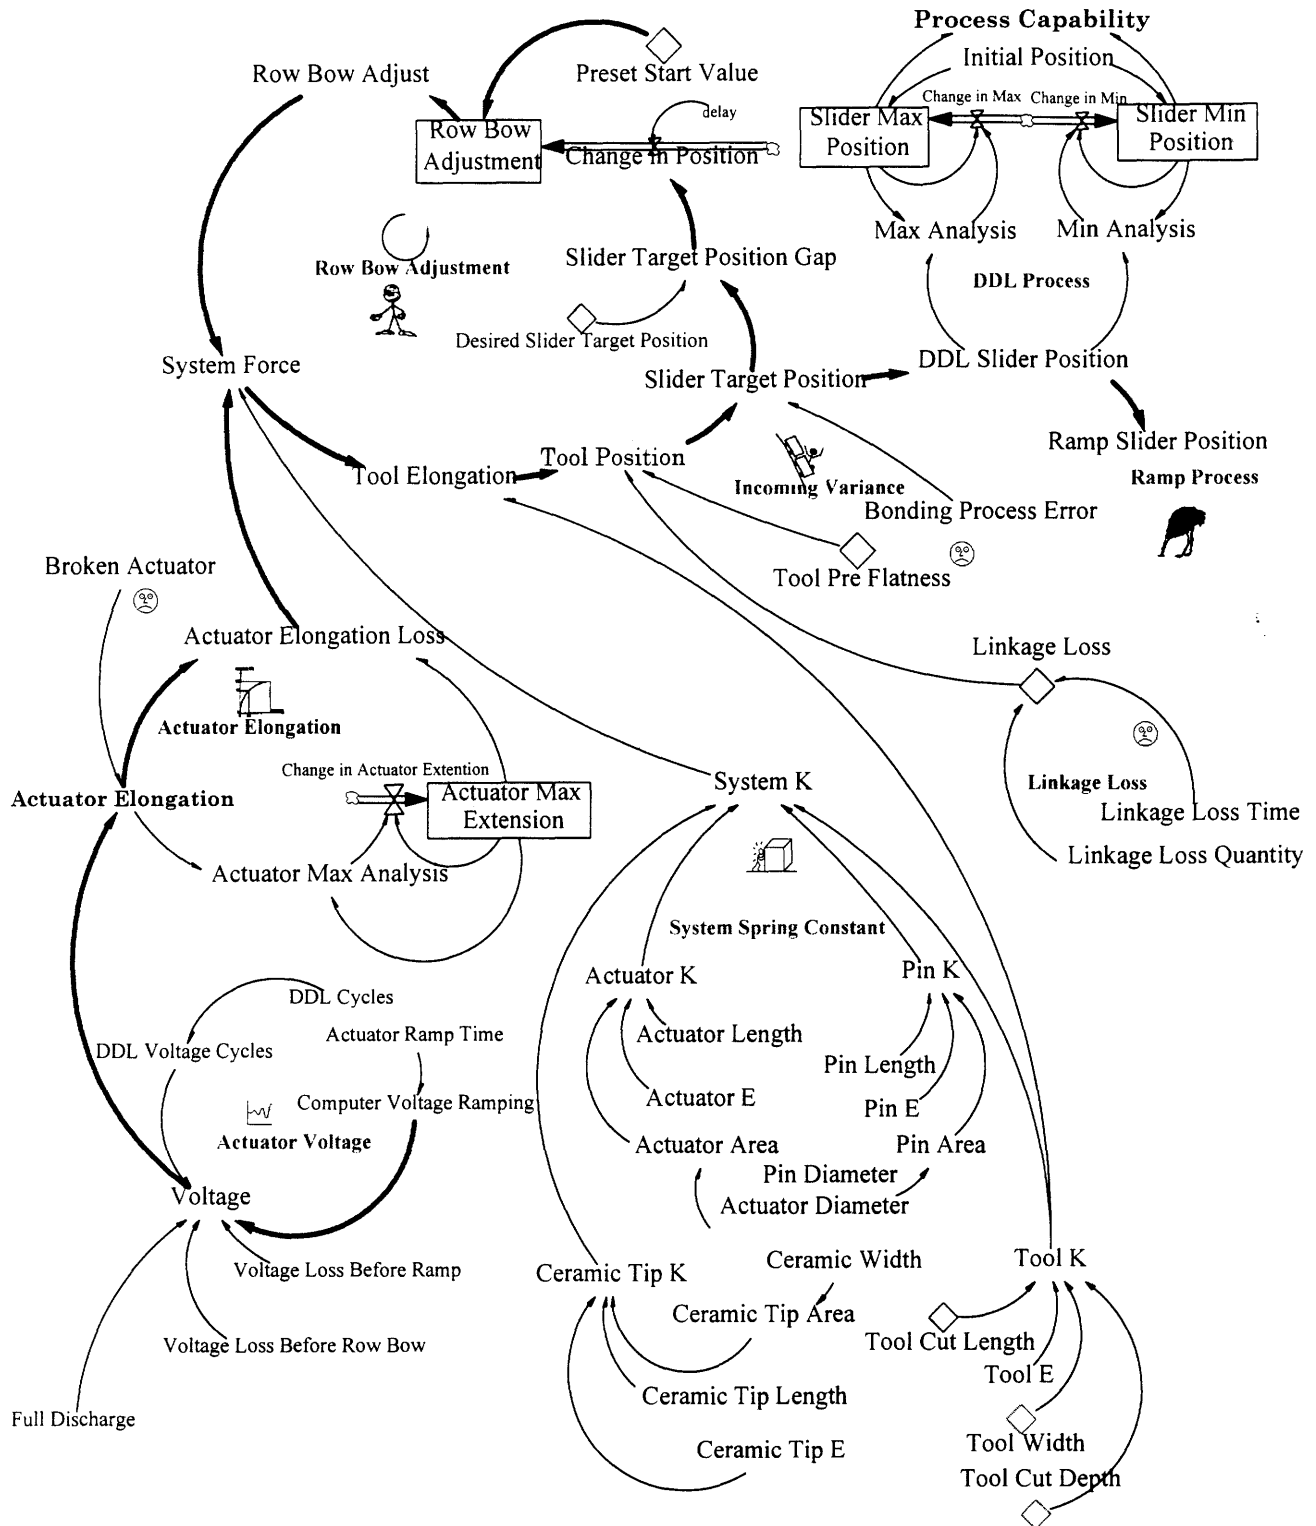 Process Capability
Initial Position
Row Bow Adjust
Preset Start Value
Change in Max
Change in Min
delay
Slider Max
Position
Slider Min
Position
Row Bow
Adjustment
Change in Position
Max Analysis
Min Analysis
Row Bow Adjustment
Slider Target Position Gap
DDL Process
Desired Slider Target Position
System Force
Slider Target Position
DDL Slider Position
Ramp Slider Position
Tool Elongation
Tool Position
Incoming Variance
Ramp Process
Bonding Process Error
Broken Actuator
Tool Pre Flatness
Actuator Elongation Loss
Linkage Loss
Actuator Elongation
Change in Actuator Extention
Actuator Elongation
Actuator Max
Extension
System K
Linkage Loss
Linkage Loss Time
Linkage Loss Quantity
Actuator Max Analysis
System Spring Constant
Actuator K
Pin K
DDL Cycles
Actuator Ramp Time
Actuator Length
DDL Voltage Cycles
Pin Length
Computer Voltage Ramping
Actuator E
Pin E
Actuator Voltage
Actuator Area
Pin Area
Pin Diameter
Voltage
Actuator Diameter
Voltage Loss Before Ramp
Ceramic Tip K
Ceramic Width
Tool K
Ceramic Tip Area
Voltage Loss Before Row Bow
Tool Cut Length
Tool E
Ceramic Tip Length
Full Discharge
Ceramic Tip E
Tool Width
Tool Cut Depth